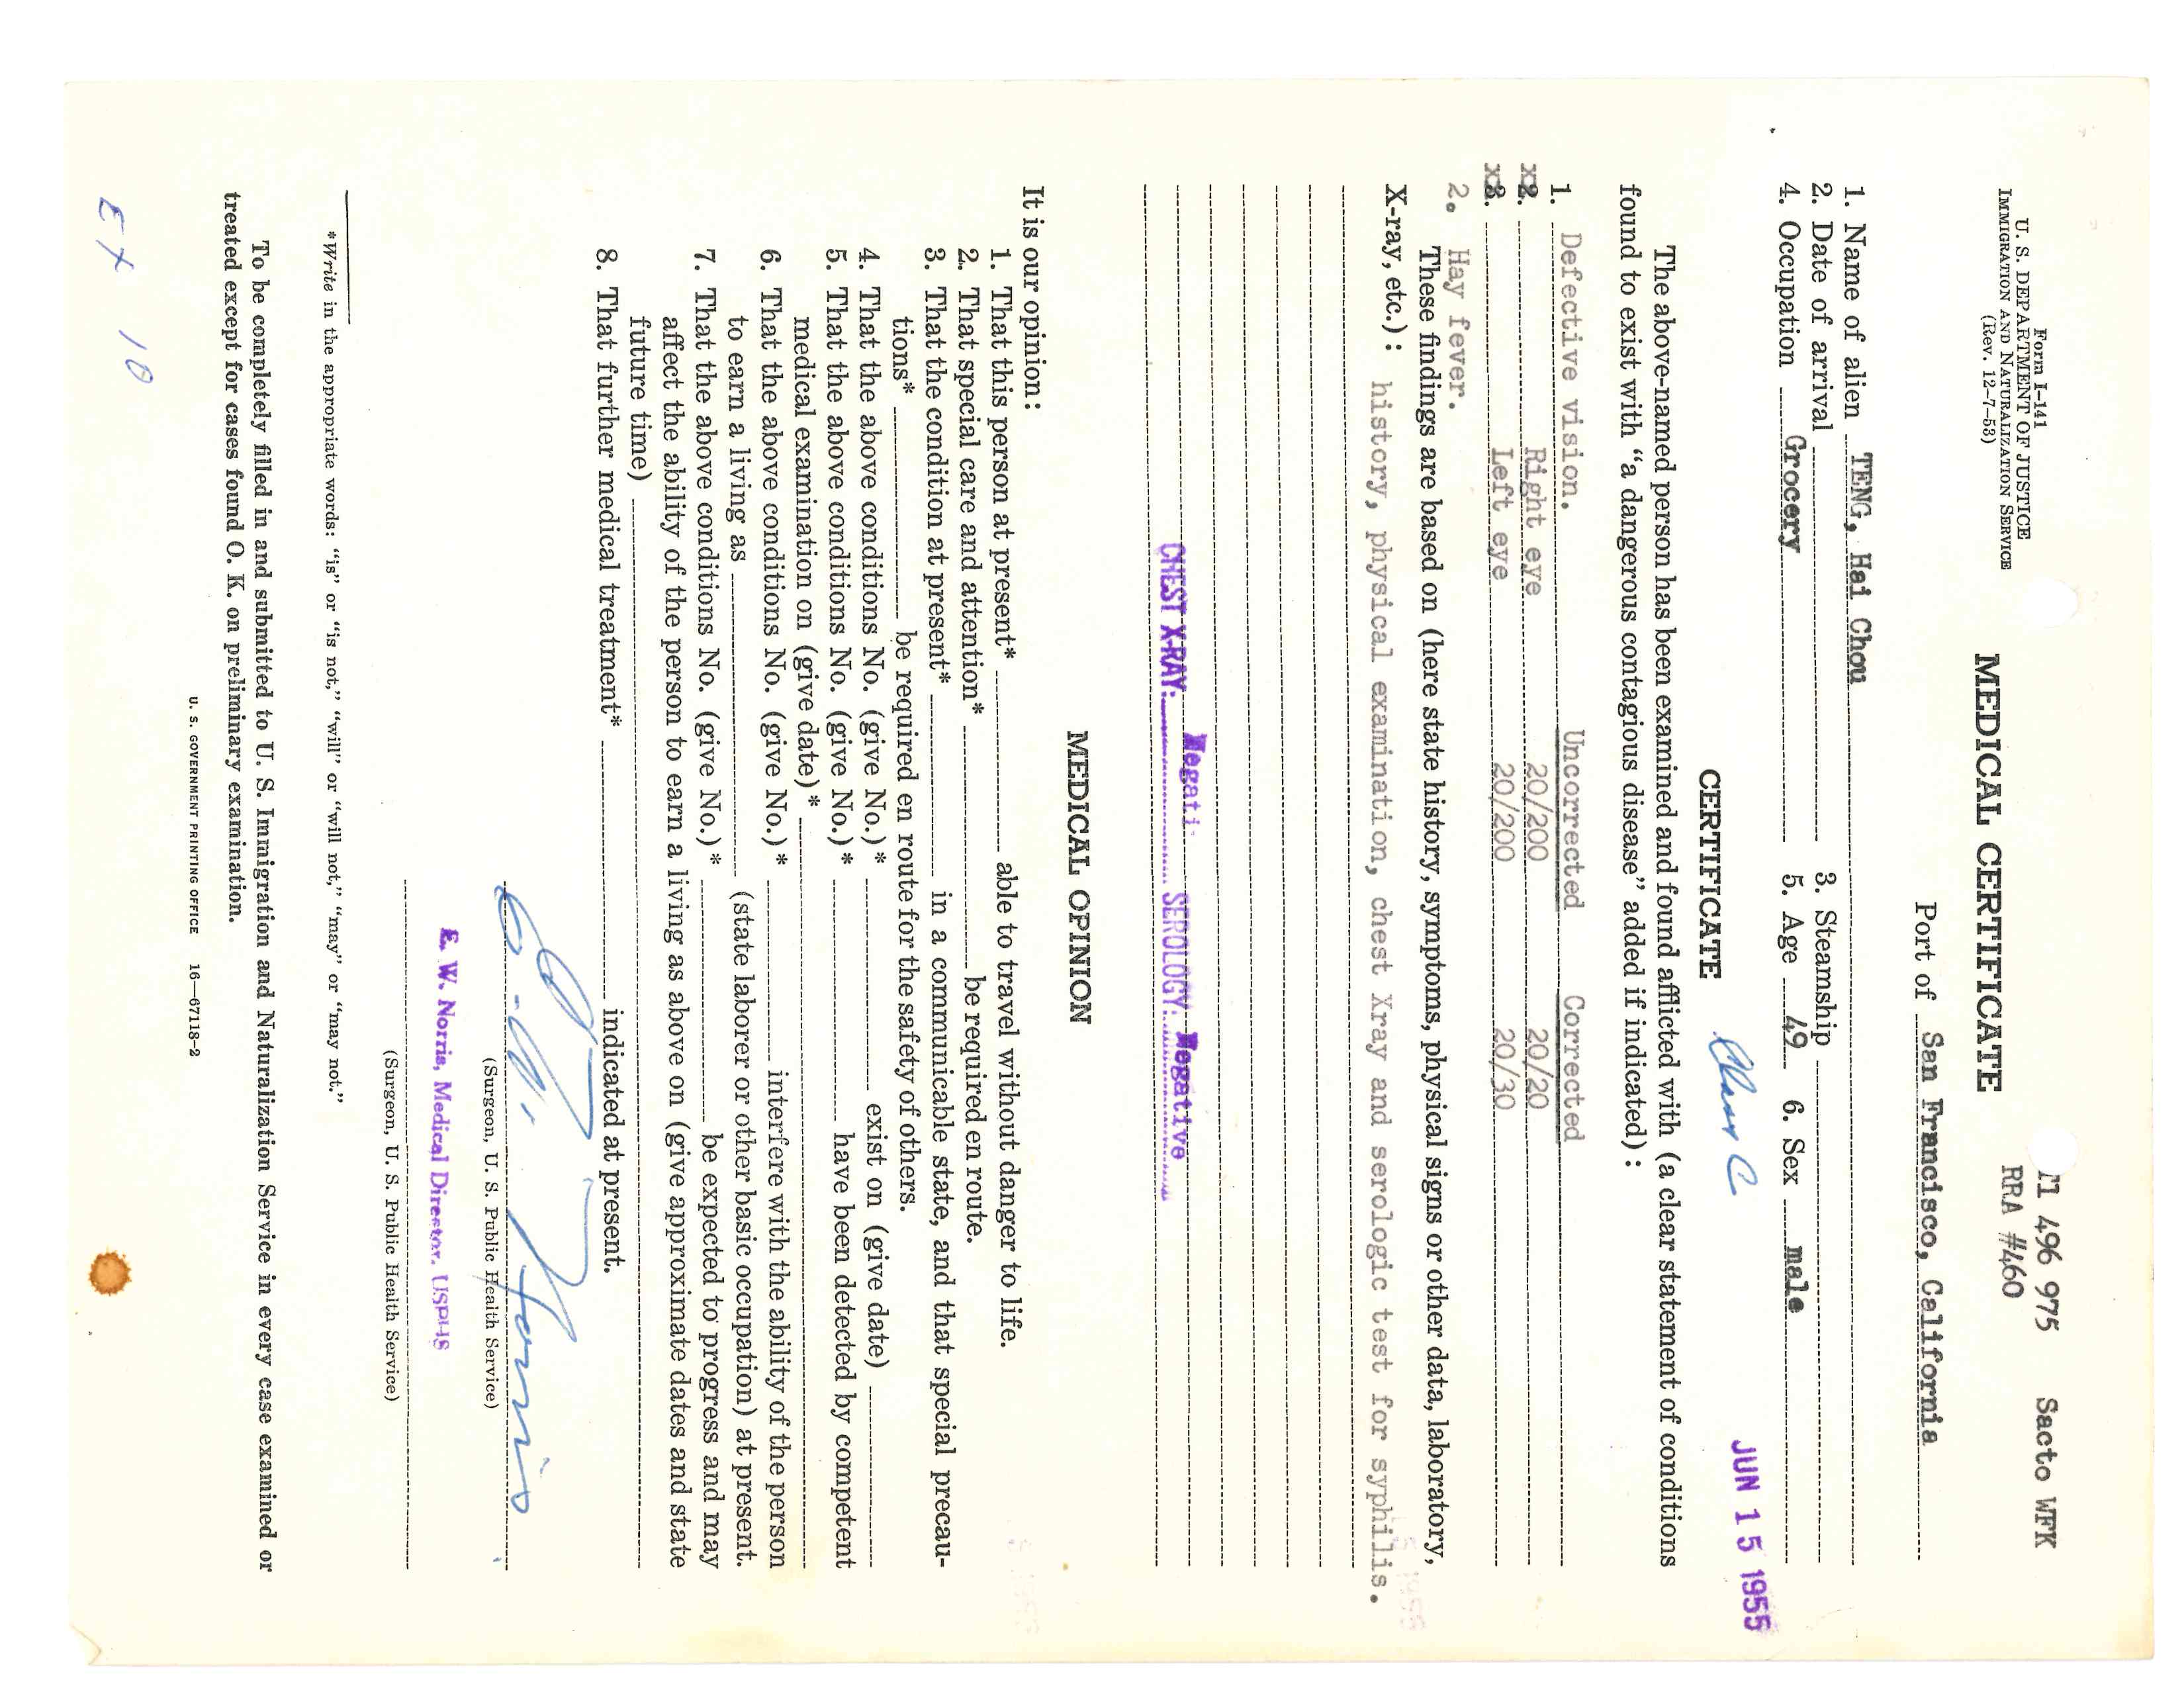 Form I-141
U. S. DEPARTMENT OF JUSTICE
IMMIGRATION AND NATURALIZATION SERVICE
(Rev. 12-7-53)
T1 496 975 Sacto WFK
RRA #460
MEDICAL CERTIFICATE
Port of San Francisco, California
1. Name of alien TENG, Hai Chou
2. Date of arrival 3. Steamship
4. Occupation Grocery 5. Age 49 6. Sex male
Class C
JUN 15 1955
CERTIFICATE
The above-named person has been examined and found afflicted with (a clear statement of conditions
found to exist with “a dangerous contagious disease” added if indicated) :
1. Defective vision. Uncorrected Corrected
x2. Right eye 20/200 20/20
x3. Left eye 20/200 20/30
2. Hay fever.
These findings are based on (here state history, symptoms, physical signs or other data, laboratory,
X-ray, etc.) : history, physical examination, chest Xray and serologic test for syphilis.
CHEST X-RAY: Negati SEROLOGY: Negative
MEDICAL OPINION
It is our opinion:
1. That this person at present* able to travel without danger to life.
2. That special care and attention* be required en route.
3. That the condition at present* in a communicable state, and that special precau-
tions* be required en route for the safety of others.
4. That the above conditions No. (give No.)* exist on (give date)
5. That the above conditions No. (give No.)* have been detected by competent
medical examination on (give date)*
6. That the above conditions No. (give No.)* interfere with the ability of the person
to earn a living as (state laborer or other basic occupation) at present.
7. That the above conditions No. (give No.)* be expected to progress and may
affect the ability of the person to earn a living as above on (give approximate dates and state
future time)
8. That further medical treatment* indicated at present.
E. W. Norris
(Surgeon, U. S. Public Health Service)
E. W. Norris, Medical Director. USPHS
(Surgeon, U. S. Public Health Service)
*Write in the appropriate words: “is” or “is not,” “will” or “will not,” “may” or “may not.”
To be completely filled in and submitted to U. S. Immigration and Naturalization Service in every case examined or
treated except for cases found O. K. on preliminary examination.
U. S. GOVERNMENT PRINTING OFFICE 16—67118-2
Ex 10